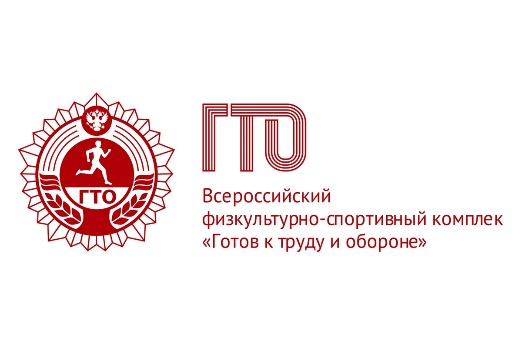 ГТО
ГТО
Всероссийский
физкультурно-спортивный комплек
«Готов к труду и обороне»